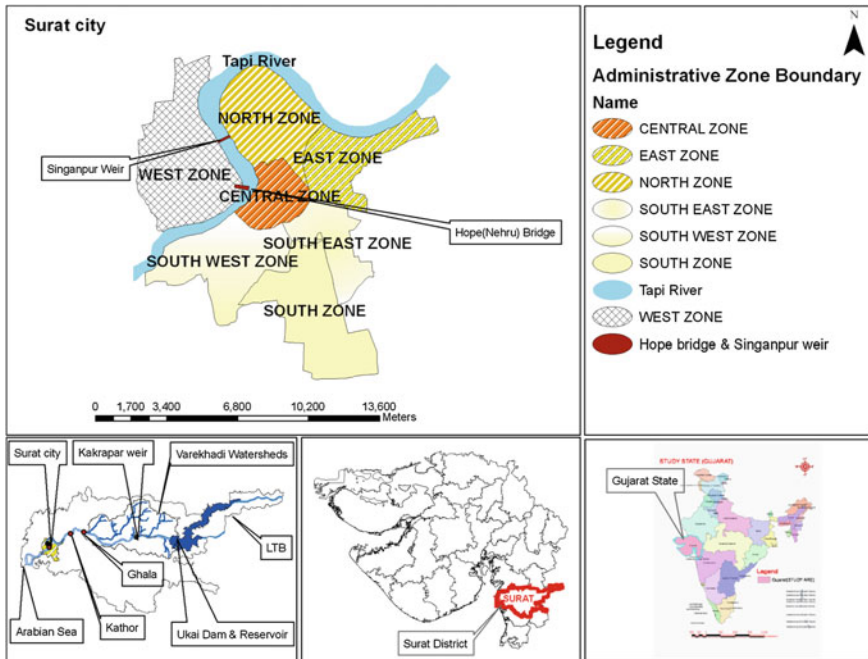 Surat city
Tapi River
NORTH ZONE
EAST ZONE
Singanpur Weir
WEST ZONE
CENTRAL ZONE
Hope(Nehru) Bridge
SOUTH EAST ZONE
SOUTH WEST ZONE
SOUTH ZONE
0 1,700 3,400 6,800 10,200 13,600
Meters
N
Legend
Administrative Zone Boundary
Name
CENTRAL ZONE
EAST ZONE
NORTH ZONE
SOUTH EAST ZONE
SOUTH WEST ZONE
SOUTH ZONE
Tapi River
WEST ZONE
Hope bridge & Singanpur weir
Surat city
Kakrapar weir
Varekhadi Watersheds
LTB
Ghala
Kathor
Arabian Sea
Ukai Dam & Reservoir
SURAT
Surat District
STUDY STATE (GUJARAT)
Gujarat State
Legend